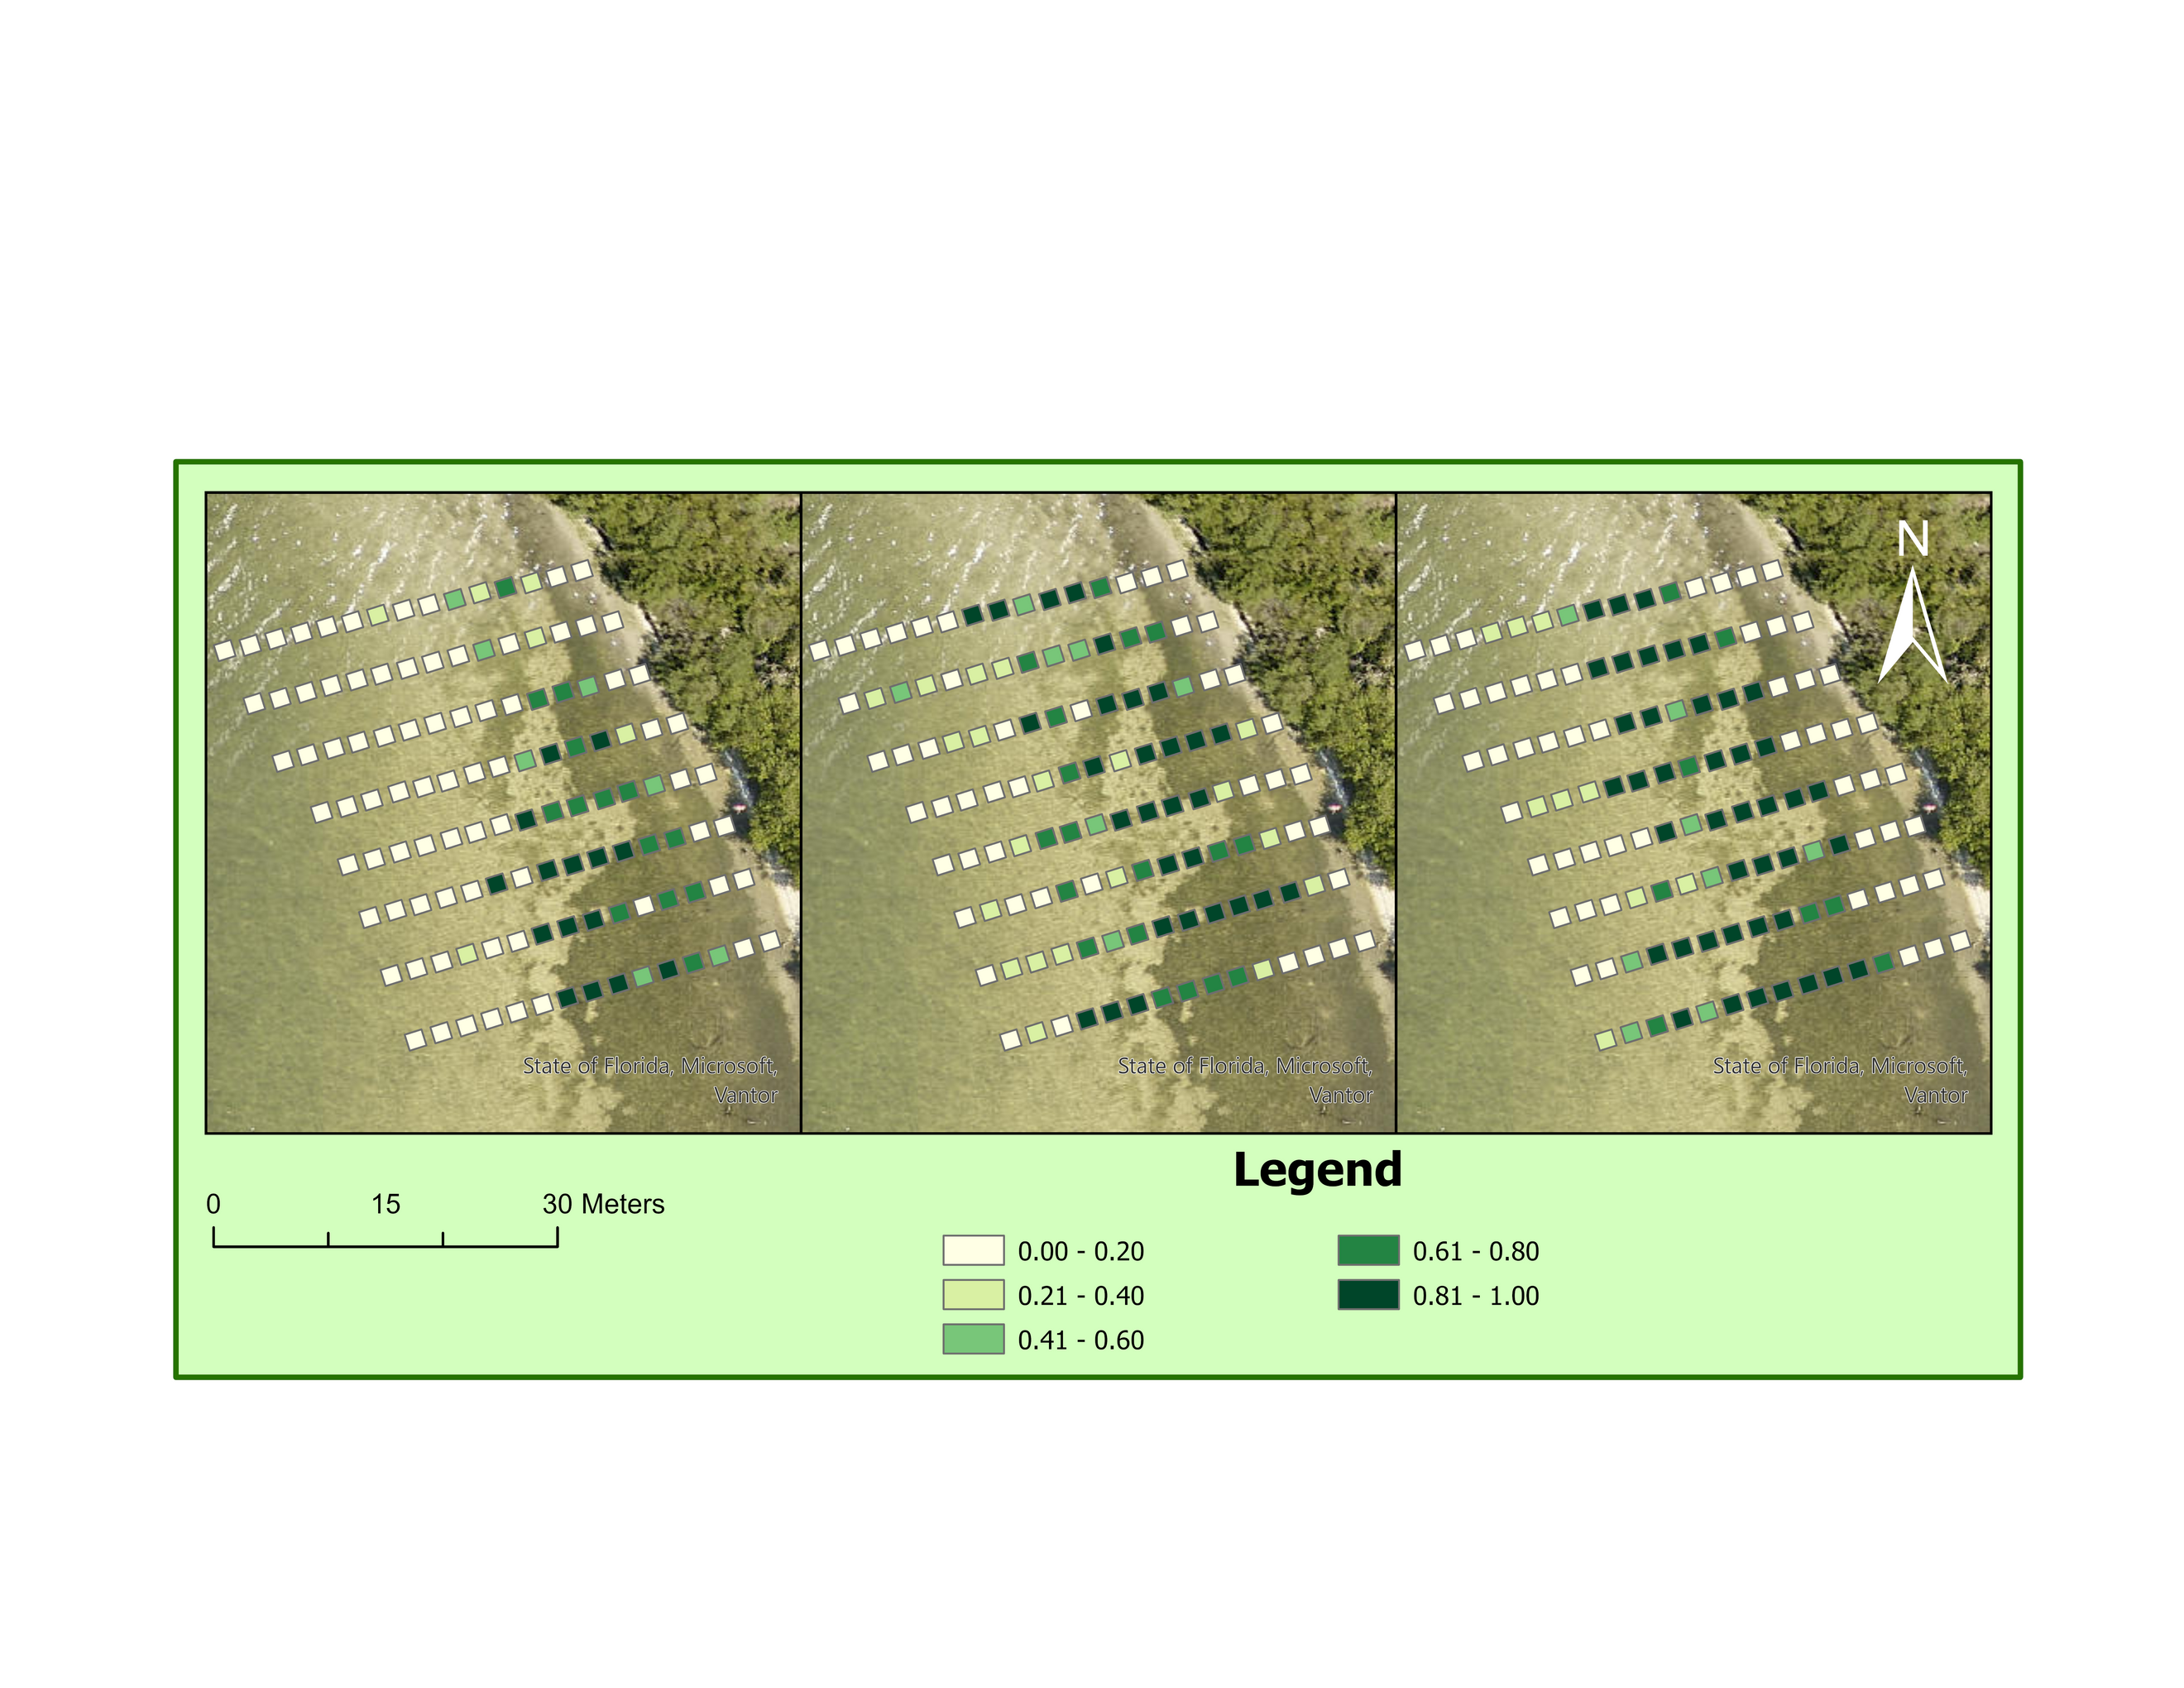 N
State of Florida, Microsoft,
Vantor
State of Florida, Microsoft,
Vantor
State of Florida, Microsoft,
Vantor
Legend
0 15 30 Meters
0.00 - 0.20
0.21 - 0.40
0.41 - 0.60
0.61 - 0.80
0.81 - 1.00